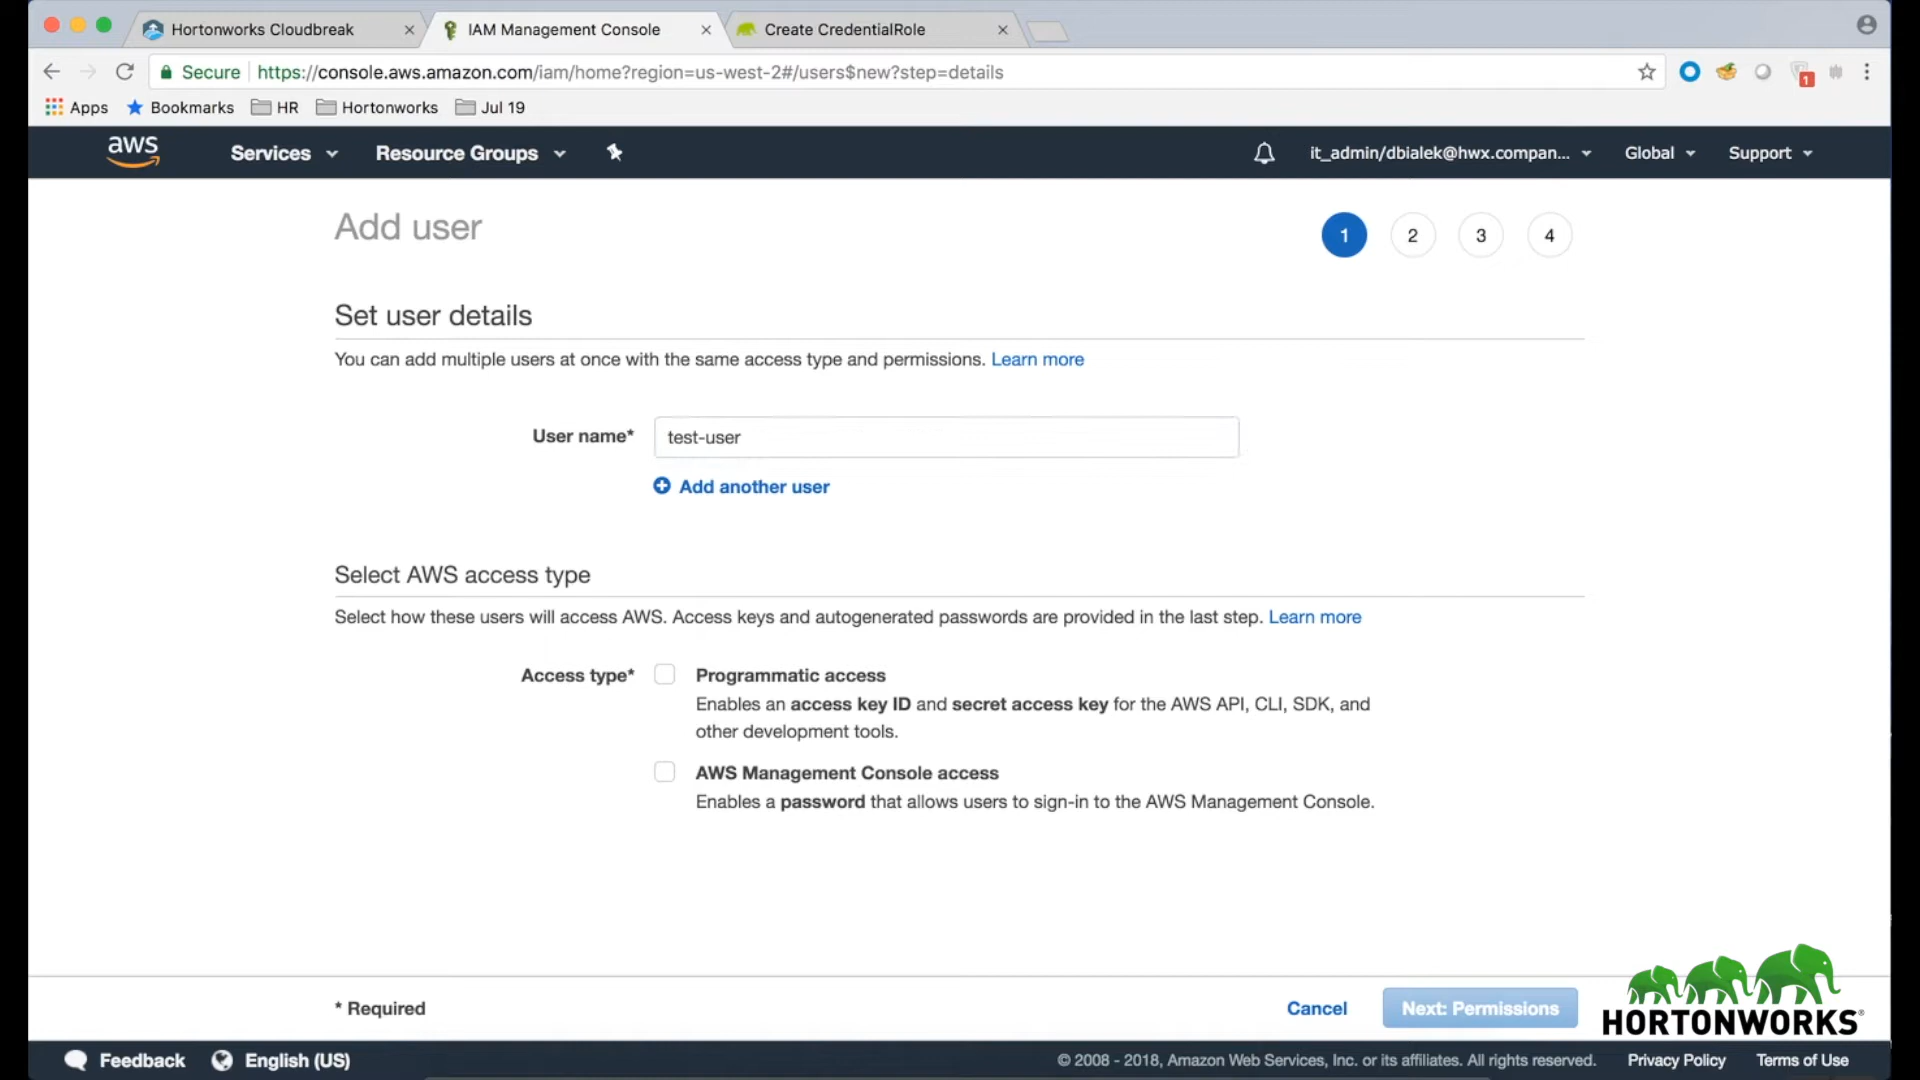 Hortonworks Cloudbreak
IAM Management Console
Create CredentialRole
Secure https://console.aws.amazon.com/iam/home?region=us-west-2#/users$new?step=details
1
Apps Bookmarks HR Hortonworks Jul 19
aws Services Resource Groups it_admin/dbialek@hwx.compan... Global Support
Add user
1 2 3 4
Set user details
You can add multiple users at once with the same access type and permissions. Learn more
User name* test-user
Add another user
Select AWS access type
Select how these users will access AWS. Access keys and autogenerated passwords are provided in the last step. Learn more
Access type* Programmatic access
Enables an access key ID and secret access key for the AWS API, CLI, SDK, and
other development tools.
AWS Management Console access
Enables a password that allows users to sign-in to the AWS Management Console.
* Required Cancel Next: Permissions
HORTONWORKS®
Feedback English (US) © 2008 - 2018, Amazon Web Services, Inc. or its affiliates. All rights reserved. Privacy Policy Terms of Use